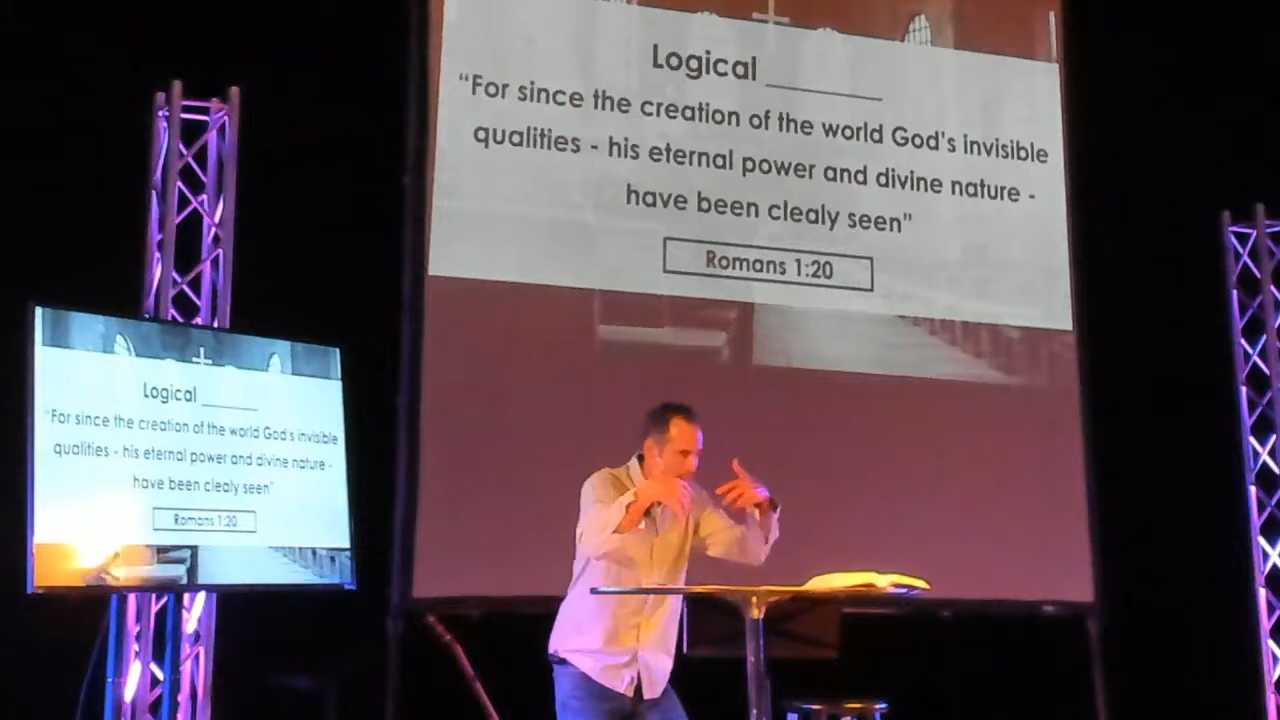 Logical ________
“For since the creation of the world God's invisible
qualities - his eternal power and divine nature -
have been clealy seen"
Romans 1:20
Logical ______
"For since the creation of the world God's invisible
qualities - his eternal power and divine nature -
have been clealy seen"
Romans 1:20